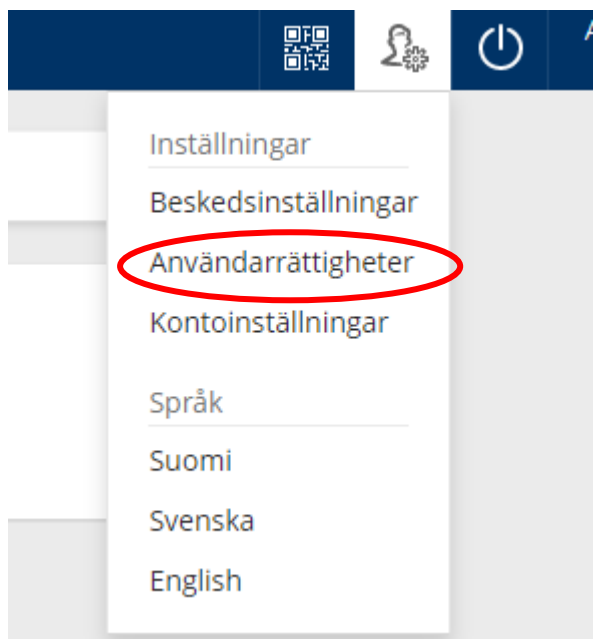 Inställningar
Beskedsinställningar
Användarrättigheter
Kontoinställningar
Språk
Suomi
Svenska
English